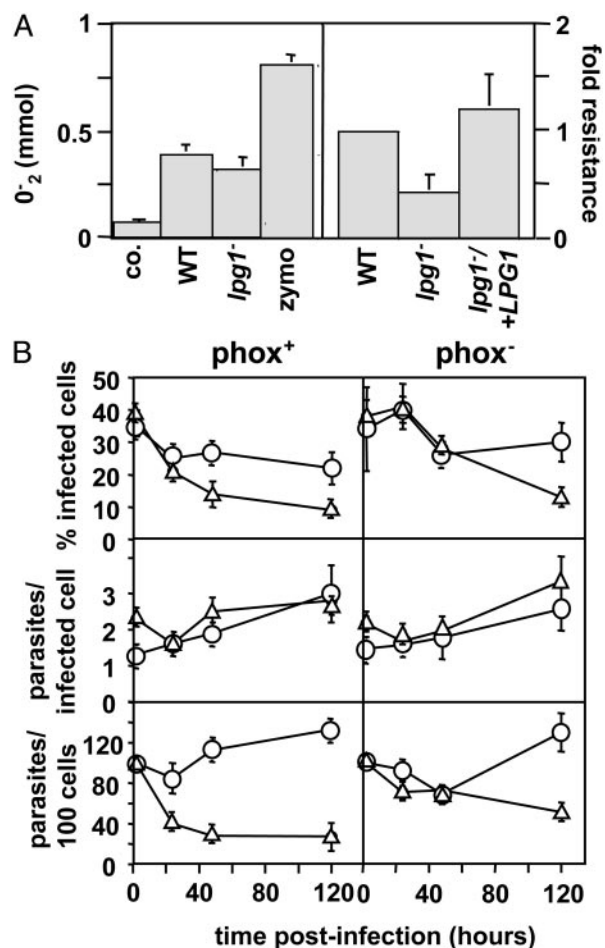 A
1
0.5
0
0⁻₂ (mmol)
2
1
0
fold resistance
co.
WT
lpg1⁻
zymo
WT
lpg1⁻
lpg1⁻/
+LPG1
B
phox⁺
phox⁻
50
40
30
20
10
0
% infected cells
3
2
1
0
parasites/
infected cell
120
80
40
0
parasites/
100 cells
0 40 80 120 0 40 80 120
time post-infection (hours)